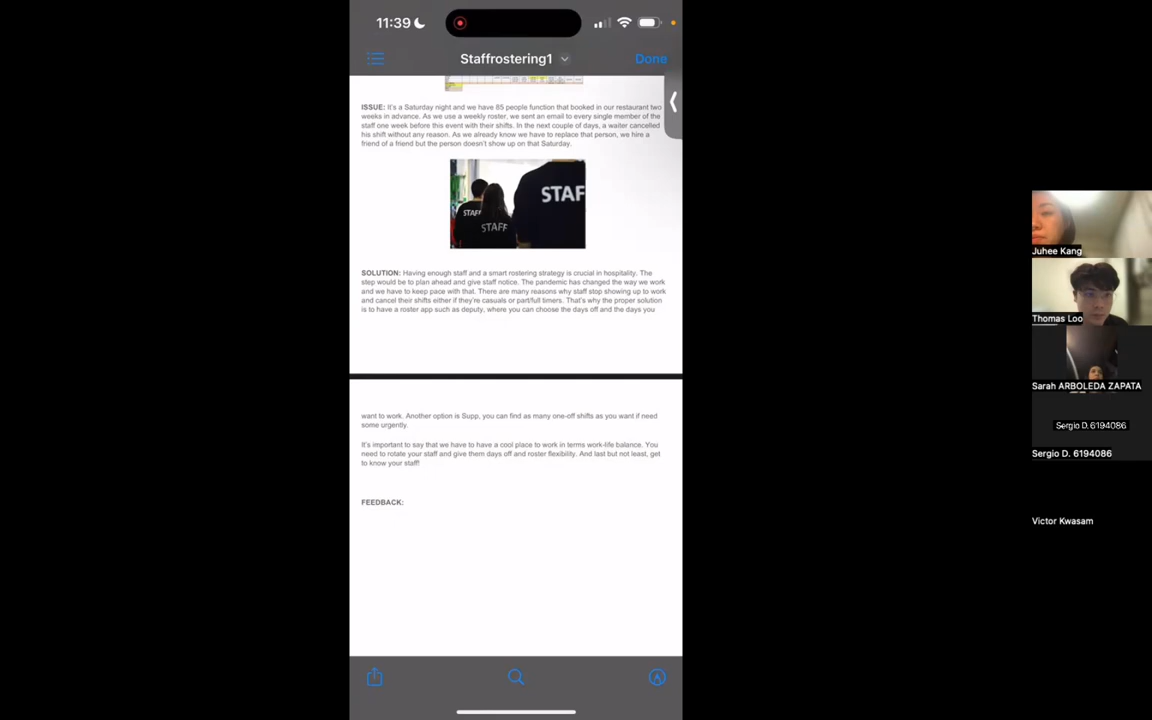 11:39
Staffrostering1
Done
ISSUE: It's a Saturday night and we have 85 people function that booked in our restaurant two
weeks in advance. As we use a weekly roster, we sent an email to every single member of the
staff one week before this event with their shifts. In the next couple of days, a waiter cancelled
his shift without any reason. As we already know we have to replace that person, we hire a
friend of a friend but the person doesn't show up on that Saturday.
STAF
STAFF
STAFF
SOLUTION: Having enough staff and a smart rostering strategy is crucial in hospitality. The
step would be to plan ahead and give staff notice. The pandemic has changed the way we work
and we have to keep pace with that. There are many reasons why staff stop showing up to work
and cancel their shifts either if they're casuals or part/full timers. That's why the proper solution
is to have a roster app such as deputy, where you can choose the days off and the days you
want to work. Another option is Supp, you can find as many one-off shifts as you want if need
some urgently.
It's important to say that we have to have a cool place to work in terms work-life balance. You
need to rotate your staff and give them days off and roster flexibility. And last but not least, get
to know your staff!
FEEDBACK:
Juhee Kang
Thomas Loo
Sarah ARBOLEDA ZAPATA
Sergio D. 6194086
Sergio D. 6194086
Victor Kwasam